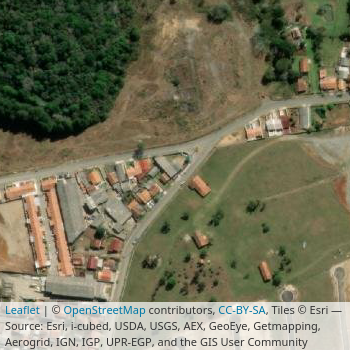 Leaflet | © OpenStreetMap contributors, CC-BY-SA, Tiles © Esri —
Source: Esri, i-cubed, USDA, USGS, AEX, GeoEye, Getmapping,
Aerogrid, IGN, IGP, UPR-EGP, and the GIS User Community